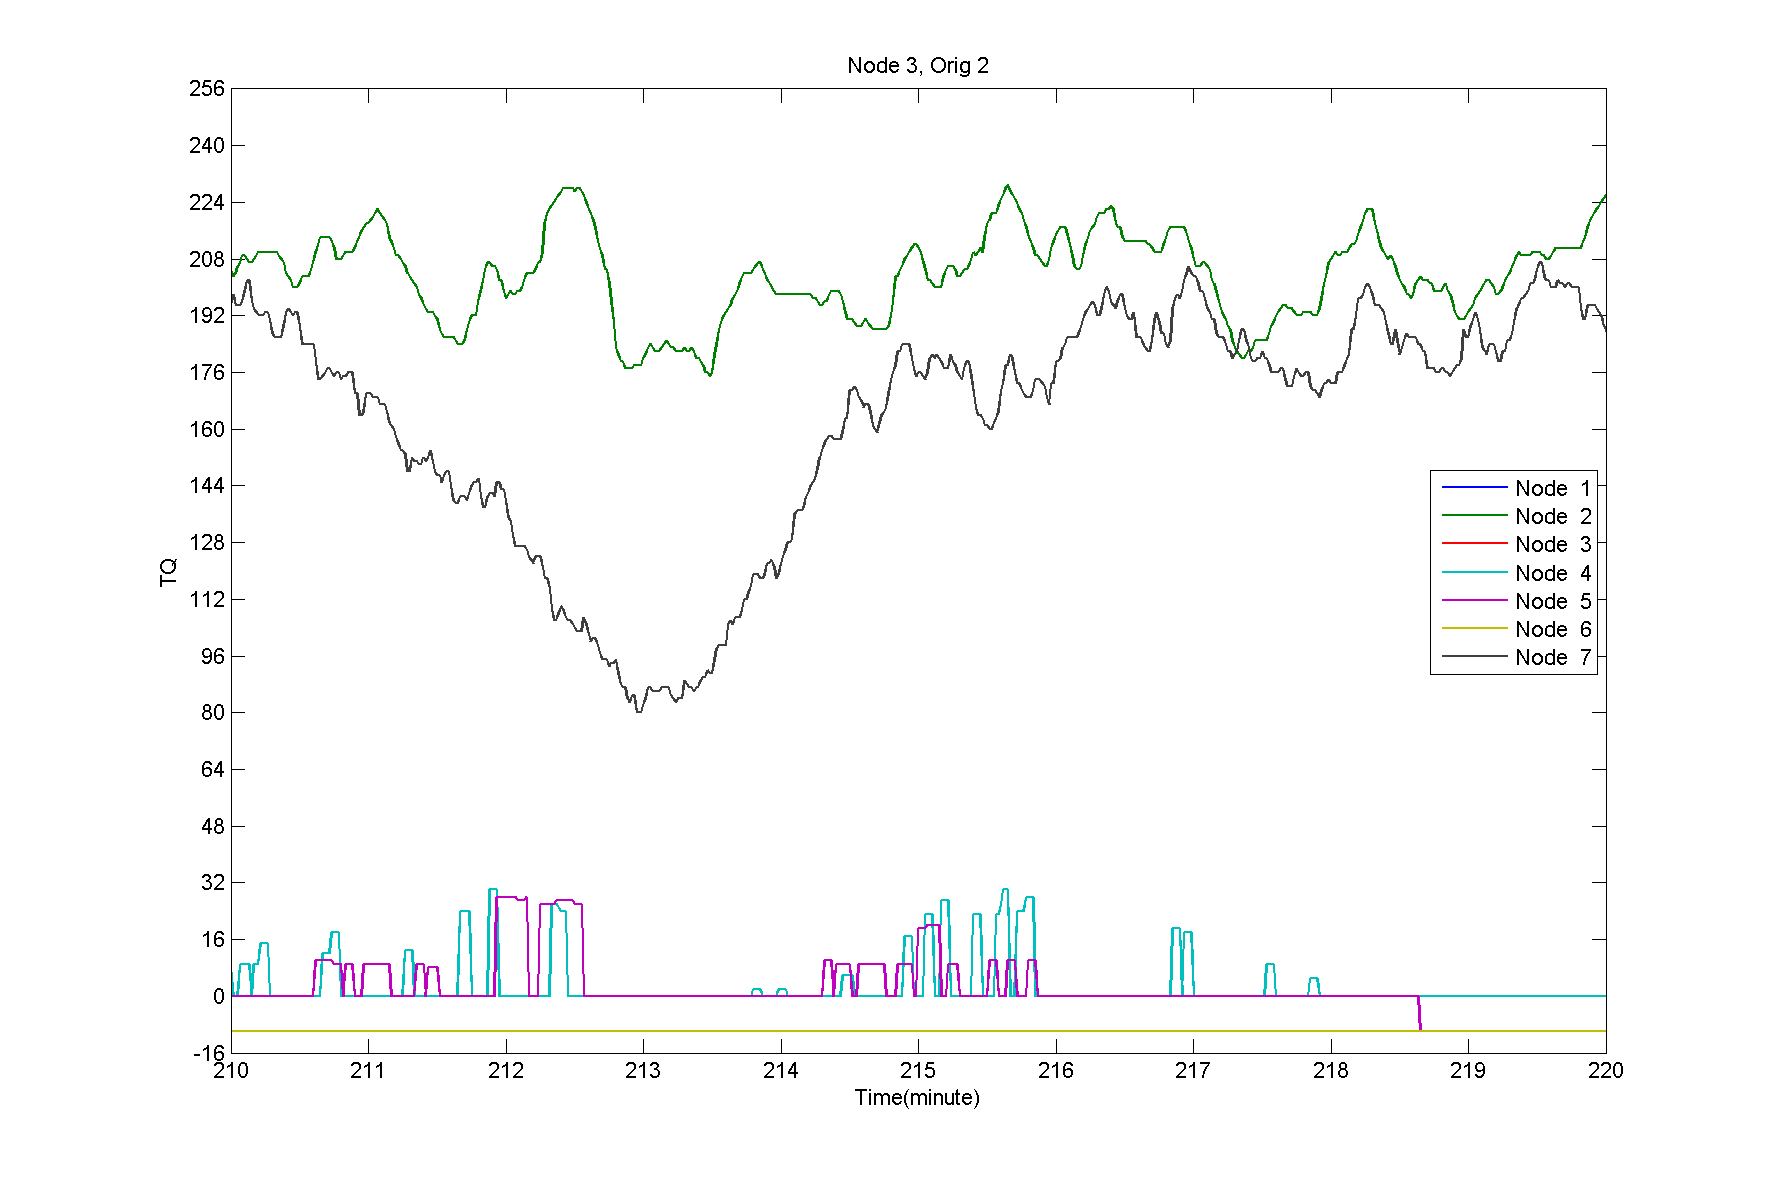 Node 3, Orig 2
256
240
224
208
192
176
160
144
128
112
96
80
64
48
32
16
0
-16
TQ
Node 1
Node 2
Node 3
Node 4
Node 5
Node 6
Node 7
210 211 212 213 214 215 216 217 218 219 220
Time(minute)